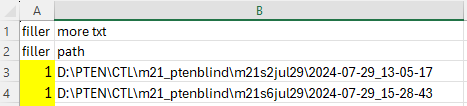 A B
1 filler more txt
2 filler path
3 1 D:\PTEN\CTL\m21_ptenblind\m21s2jul29\2024-07-29_13-05-17
4 1 D:\PTEN\CTL\m21_ptenblind\m21s6jul29\2024-07-29_15-28-43